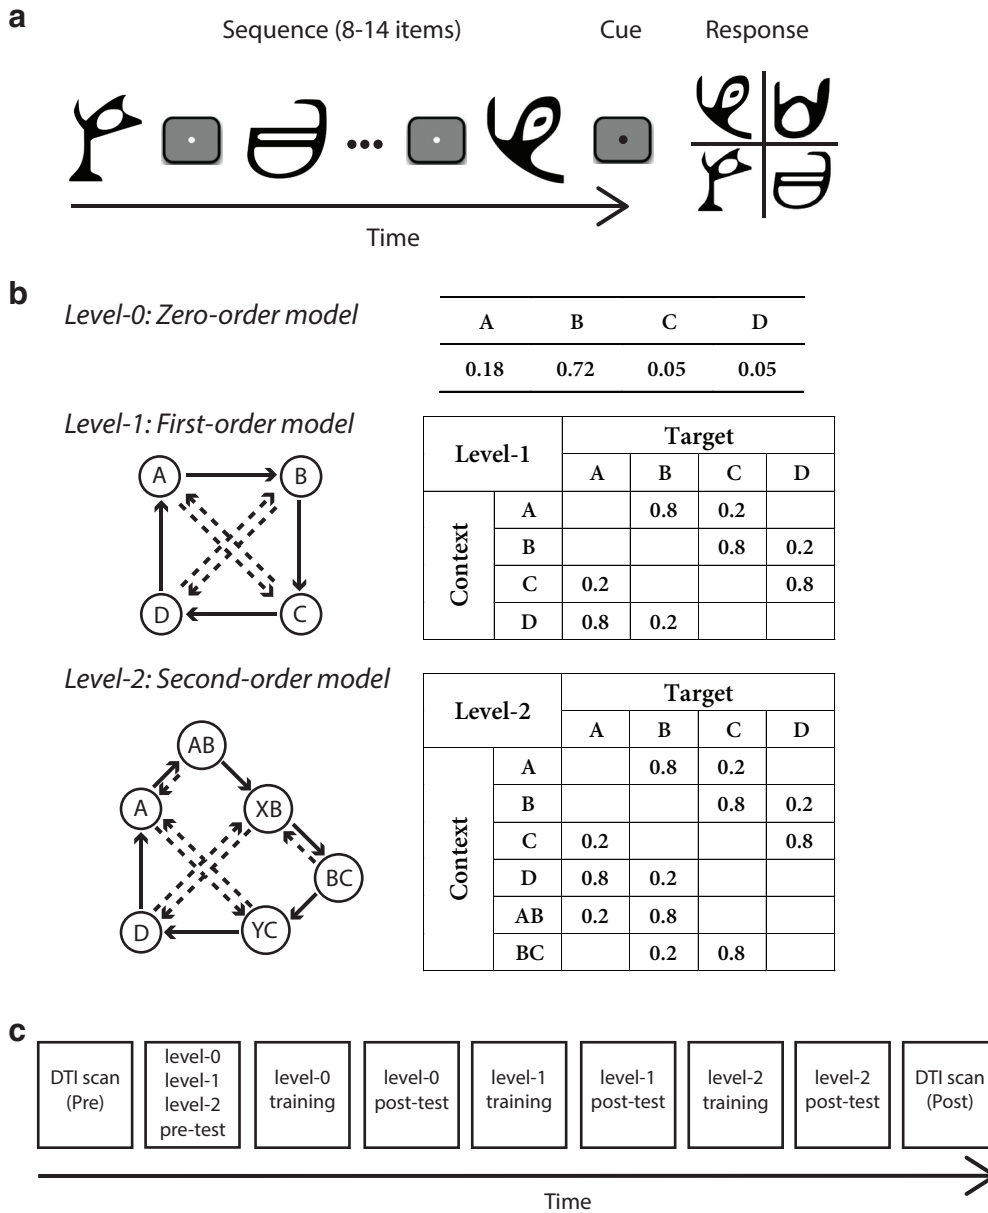 a
Sequence (8-14 items) Cue Response
Time
b
Level-0: Zero-order model
A B C D
0.18 0.72 0.05 0.05
Level-1: First-order model
A B
D C
Level-1 Target
A B C D
Context
A 0.8 0.2
B 0.8 0.2
C 0.2 0.8
D 0.8 0.2
Level-2: Second-order model
AB
A XB
BC
D YC
Level-2 Target
A B C D
Context
A 0.8 0.2
B 0.8 0.2
C 0.2 0.8
D 0.8 0.2
AB 0.2 0.8
BC 0.2 0.8
c
DTI scan
(Pre)
level-0
level-1
level-2
pre-test
level-0
training
level-0
post-test
level-1
training
level-1
post-test
level-2
training
level-2
post-test
DTI scan
(Post)
Time